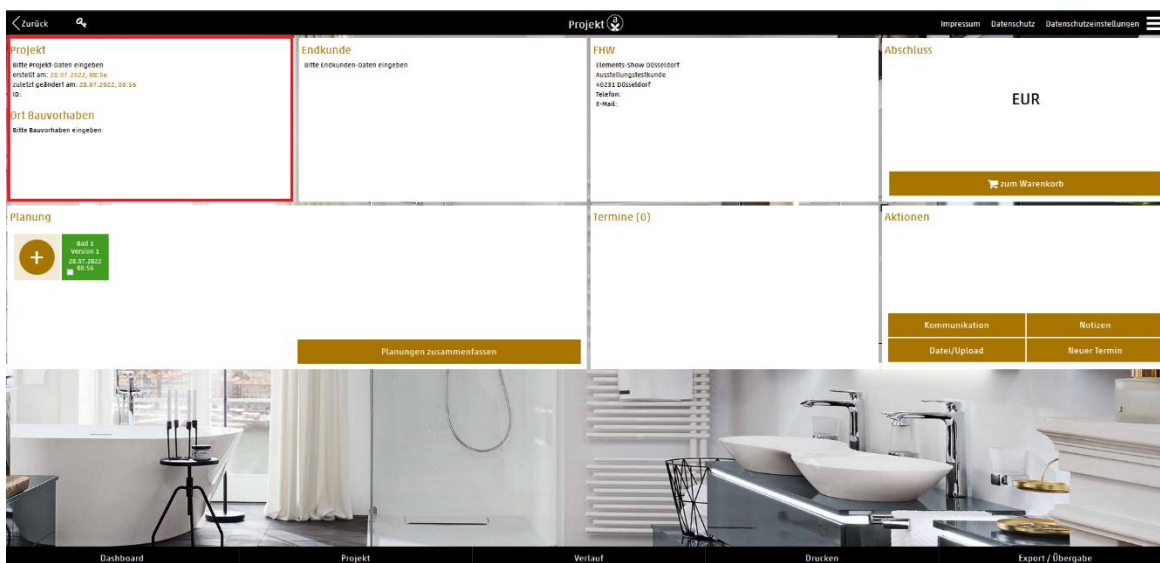 Zurück
Projekt
Impressum Datenschutz Datenschutzeinstellungen
Projekt
Bitte Projekt-Daten eingeben
erstellt am: 28.07.2022, 08:56
zuletzt geändert am: 28.07.2022, 08:56
ID:
Ort Bauvorhaben
Bitte Bauvorhaben eingeben
Endkunde
Bitte Endkunden-Daten eingeben
FHW
Elements-Show Düsseldorf
Ausstellungstestkunde
40231 Düsseldorf
Telefon:
E-Mail:
Abschluss
EUR
zum Warenkorb
Planung
+
Bad 1
Version 1
28.07.2022
08:56
Planungen zusammenfassen
Termine (0)
Aktionen
Kommunikation Notizen
Datei/Upload Neuer Termin
Dashboard Projekt Verlauf Drucken Export / Übergabe